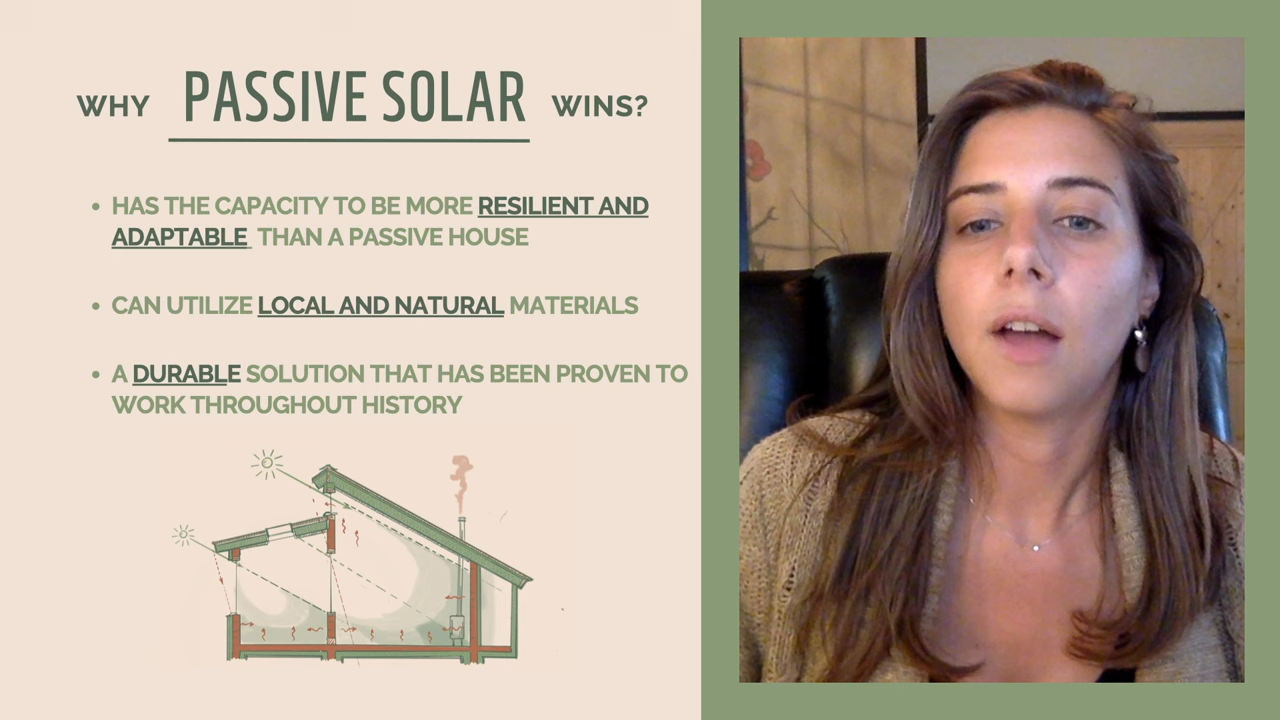 WHY PASSIVE SOLAR WINS?
• HAS THE CAPACITY TO BE MORE RESILIENT AND
ADAPTABLE THAN A PASSIVE HOUSE
• CAN UTILIZE LOCAL AND NATURAL MATERIALS
• A DURABLE SOLUTION THAT HAS BEEN PROVEN TO
WORK THROUGHOUT HISTORY